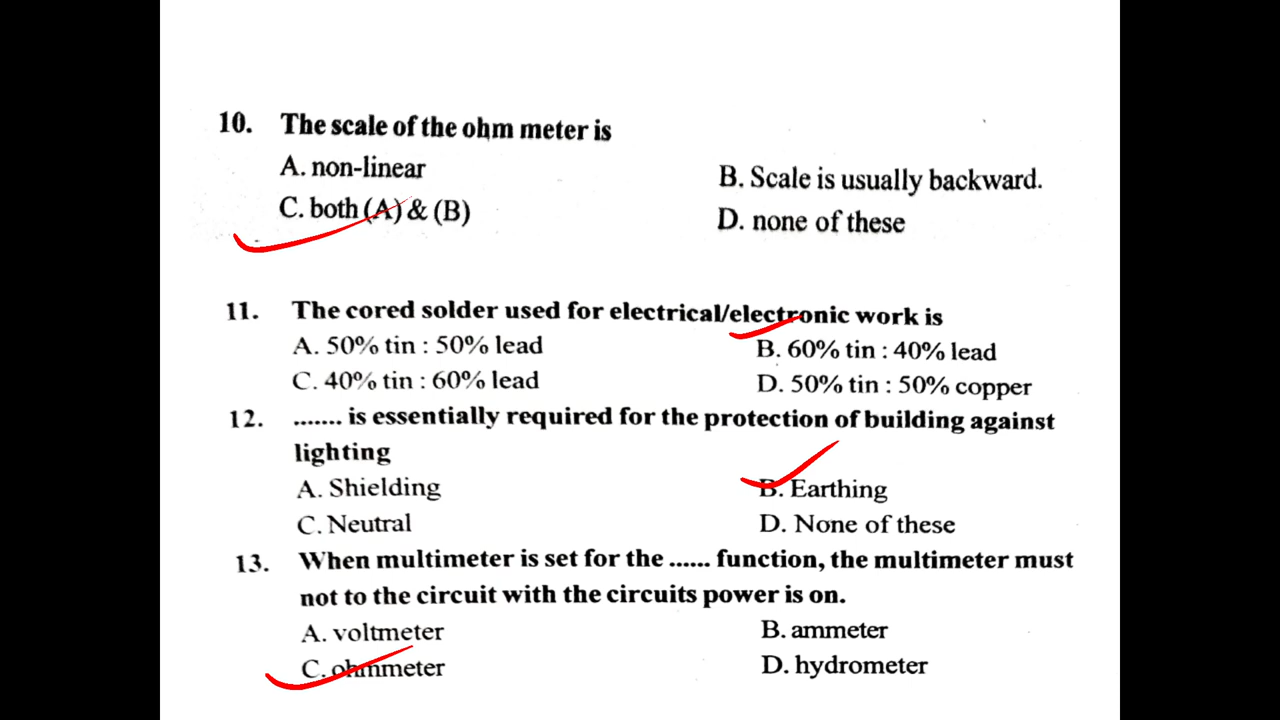 10. The scale of the ohm meter is
A. non-linear B. Scale is usually backward.
C. both (A) & (B) D. none of these
11. The cored solder used for electrical/electronic work is
A. 50% tin : 50% lead B. 60% tin : 40% lead
C. 40% tin : 60% lead D. 50% tin : 50% copper
12. ....... is essentially required for the protection of building against
lighting
A. Shielding B. Earthing
C. Neutral D. None of these
13. When multimeter is set for the ...... function, the multimeter must
not to the circuit with the circuits power is on.
A. voltmeter B. ammeter
C. ohmmeter D. hydrometer